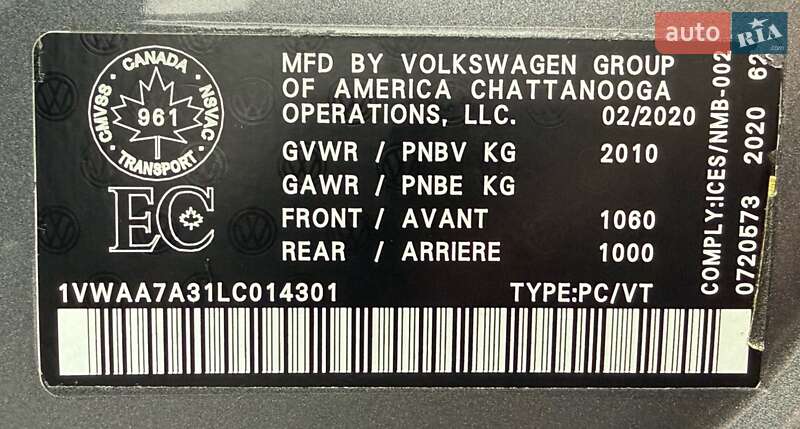 auto RIA.com
CANADA
CMVSS NSVAC
961
TRANSPORT
EC
MFD BY VOLKSWAGEN GROUP
OF AMERICA CHATTANOOGA
OPERATIONS, LLC. 02/2020
GVWR / PNBV KG 2010
GAWR / PNBE KG
FRONT / AVANT 1060
REAR / ARRIERE 1000
1VWAA7A31LC014301 TYPE:PC/VT
COMPLY:ICES/NMB-002
0720573 2020 62